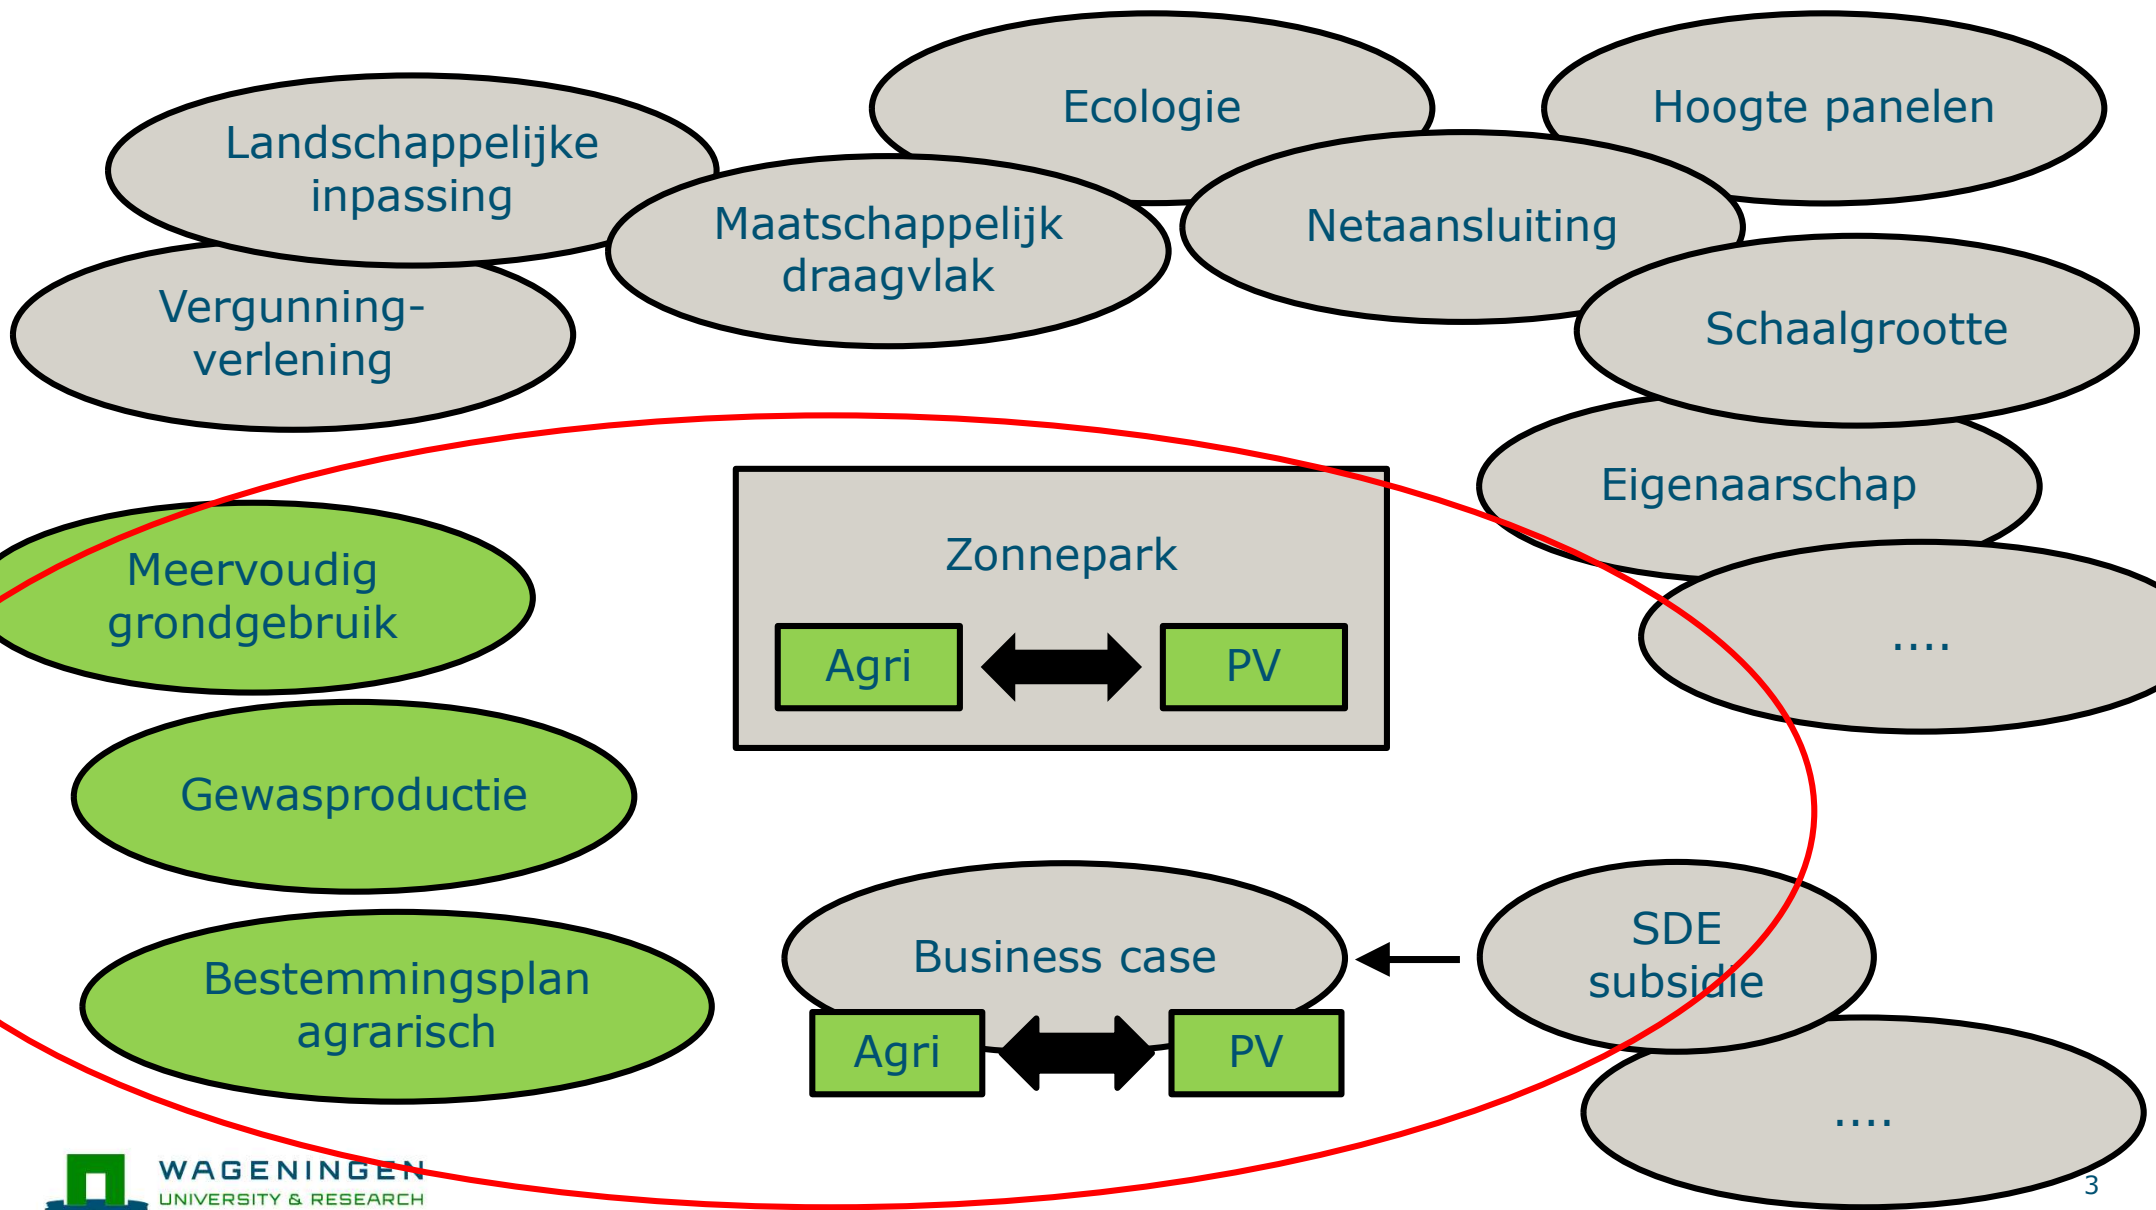 Landschappelijke
inpassing
Vergunning-
verlening
Ecologie
Maatschappelijk
draagvlak
Hoogte panelen
Netaansluiting
Schaalgrootte
Eigenaarschap
....
Meervoudig
grondgebruik
Gewasproductie
Bestemmingsplan
agrarisch
Zonnepark
Agri
PV
Business case
Agri
PV
SDE
subsidie
....
WAGENINGEN
UNIVERSITY & RESEARCH
3